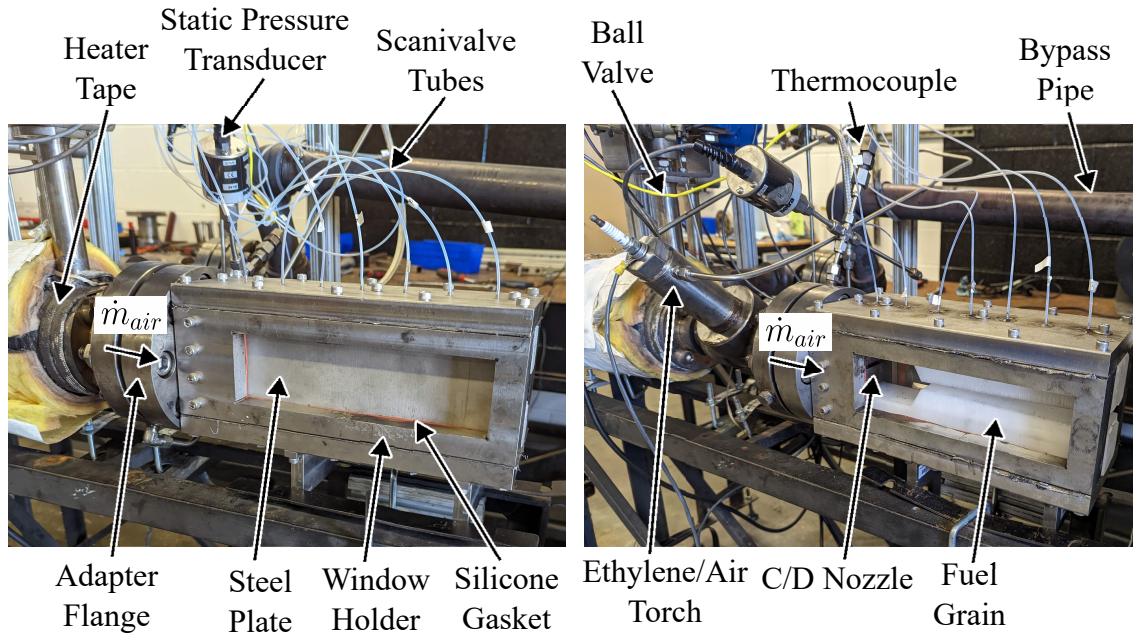 Static Pressure
Transducer
Heater
Tape
Scanivalve
Tubes
Ball
Valve
Thermocouple
Bypass
Pipe
ṁ_air
ṁ_air
Adapter
Flange
Steel
Plate
Window
Holder
Silicone
Gasket
Ethylene/Air
Torch
C/D Nozzle
Fuel
Grain